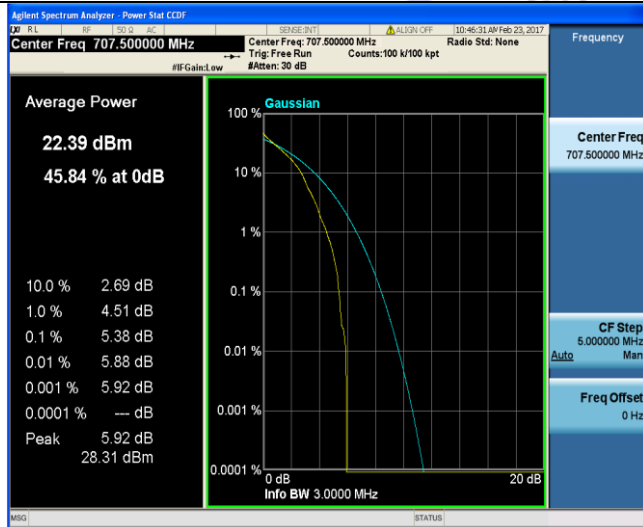 Agilent Spectrum Analyzer - Power Stat CCDF
RL RF 50 Ω AC SENSE:INT ALIGN OFF 10:46:31 AM Feb 23, 2017
Center Freq 707.500000 MHz
Center Freq: 707.500000 MHz Radio Std: None
Trig: Free Run Counts:100 k/100 kpt
#IFGain:Low #Atten: 30 dB
Frequency
Average Power
22.39 dBm
45.84 % at 0dB
10.0 % 2.69 dB
1.0 % 4.51 dB
0.1 % 5.38 dB
0.01 % 5.88 dB
0.001 % 5.92 dB
0.0001 % --- dB
Peak 5.92 dB
28.31 dBm
Gaussian
100 %
10 %
1 %
0.1 %
0.01 %
0.001 %
0.0001 %
0 dB 20 dB
Info BW 3.0000 MHz
Center Freq
707.500000 MHz
CF Step
5.000000 MHz
Auto Man
Freq Offset
0 Hz
MSG STATUS